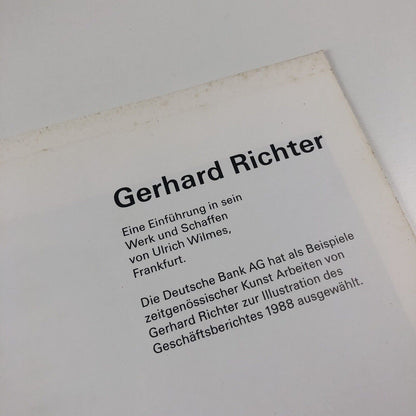 Gerhard Richter
Eine Einführung in sein
Werk und Schaffen
von Ulrich Wilmes,
Frankfurt.
Die Deutsche Bank AG hat als Beispiele
zeitgenössischer Kunst Arbeiten von
Gerhard Richter zur Illustration des
Geschäftsberichtes 1988 ausgewählt.